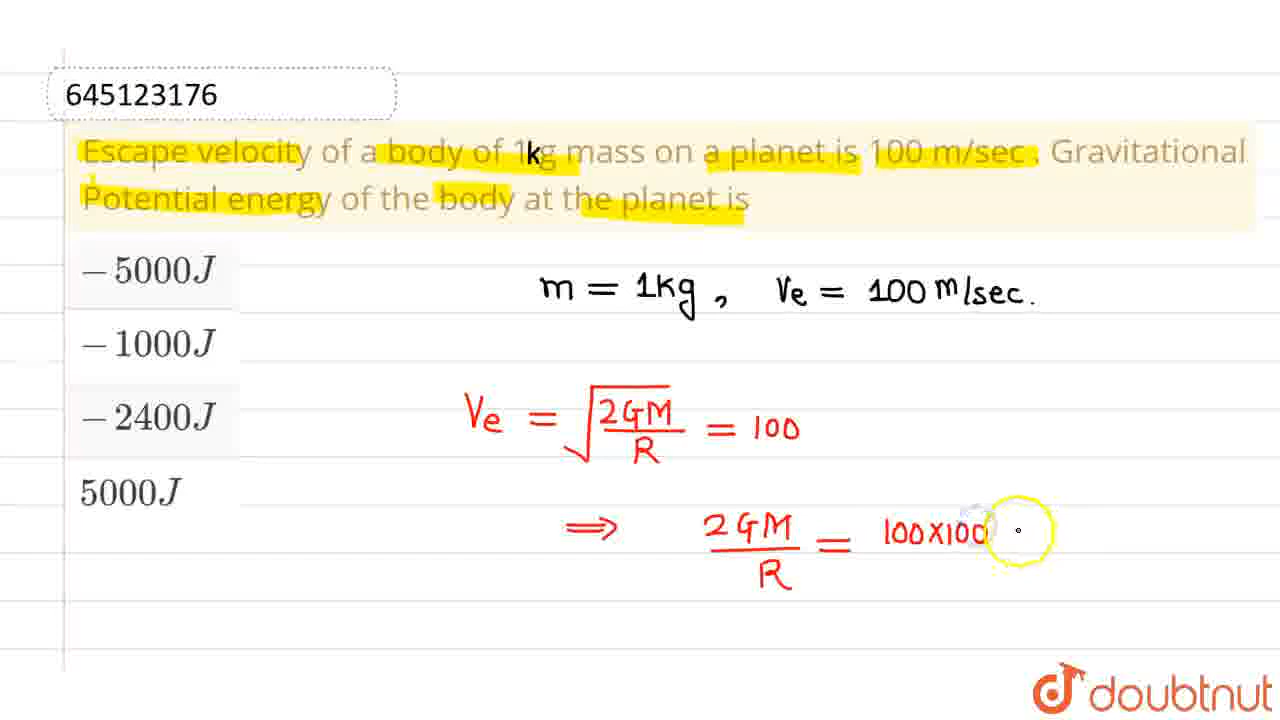 645123176
Escape velocity of a body of 1kg mass on a planet is 100 m/sec . Gravitational
Potential energy of the body at the planet is
−5000J
m = 1kg , Ve = 100 m/sec.
−1000J
Ve = √2GM/R = 100
−2400J
5000J
⇒ 2GM/R = 100×100
doubtnut